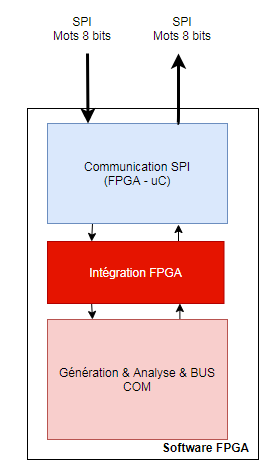 SPI
Mots 8 bits
SPI
Mots 8 bits
Communication SPI
(FPGA - uC)
Intégration FPGA
Génération & Analyse & BUS
COM
Software FPGA